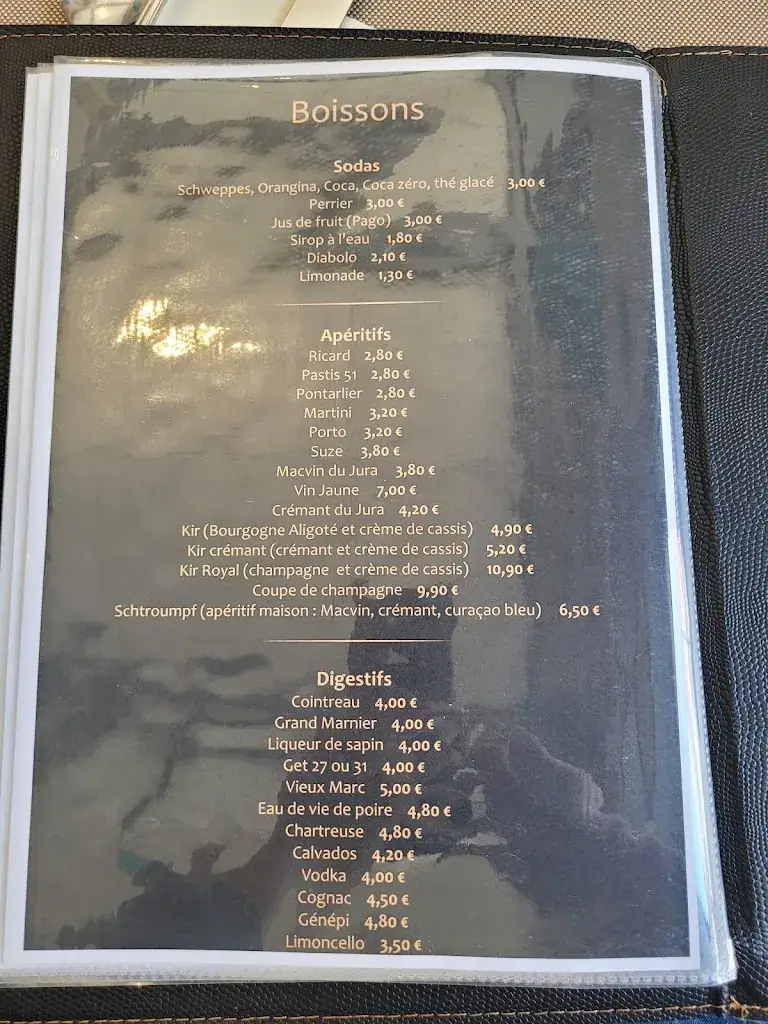 Boissons
Sodas
Schweppes, Orangina, Coca, Coca zéro, thé glacé 3,00 €
Perrier 3,00 €
Jus de fruit (Pago) 3,00 €
Sirop à l'eau 1,80 €
Diabolo 2,10 €
Limonade 1,30 €
Apéritifs
Ricard 2,80 €
Pastis 51 2,80 €
Pontarlier 2,80 €
Martini 3,20 €
Porto 3,20 €
Suze 3,80 €
Macvin du Jura 3,80 €
Vin Jaune 7,00 €
Crémant du Jura 4,20 €
Kir (Bourgogne Aligoté et crème de cassis) 4,90 €
Kir crémant (crémant et crème de cassis) 5,20 €
Kir Royal (champagne et crème de cassis) 10,90 €
Coupe de champagne 9,90 €
Schtroumpf (apéritif maison : Macvin, crémant, curaçao bleu) 6,50 €
Digestifs
Cointreau 4,00 €
Grand Marnier 4,00 €
Liqueur de sapin 4,00 €
Get 27 ou 31 4,00 €
Vieux Marc 5,00 €
Eau de vie de poire 4,80 €
Chartreuse 4,80 €
Calvados 4,20 €
Vodka 4,00 €
Cognac 4,50 €
Génépi 4,80 €
Limoncello 3,50 €